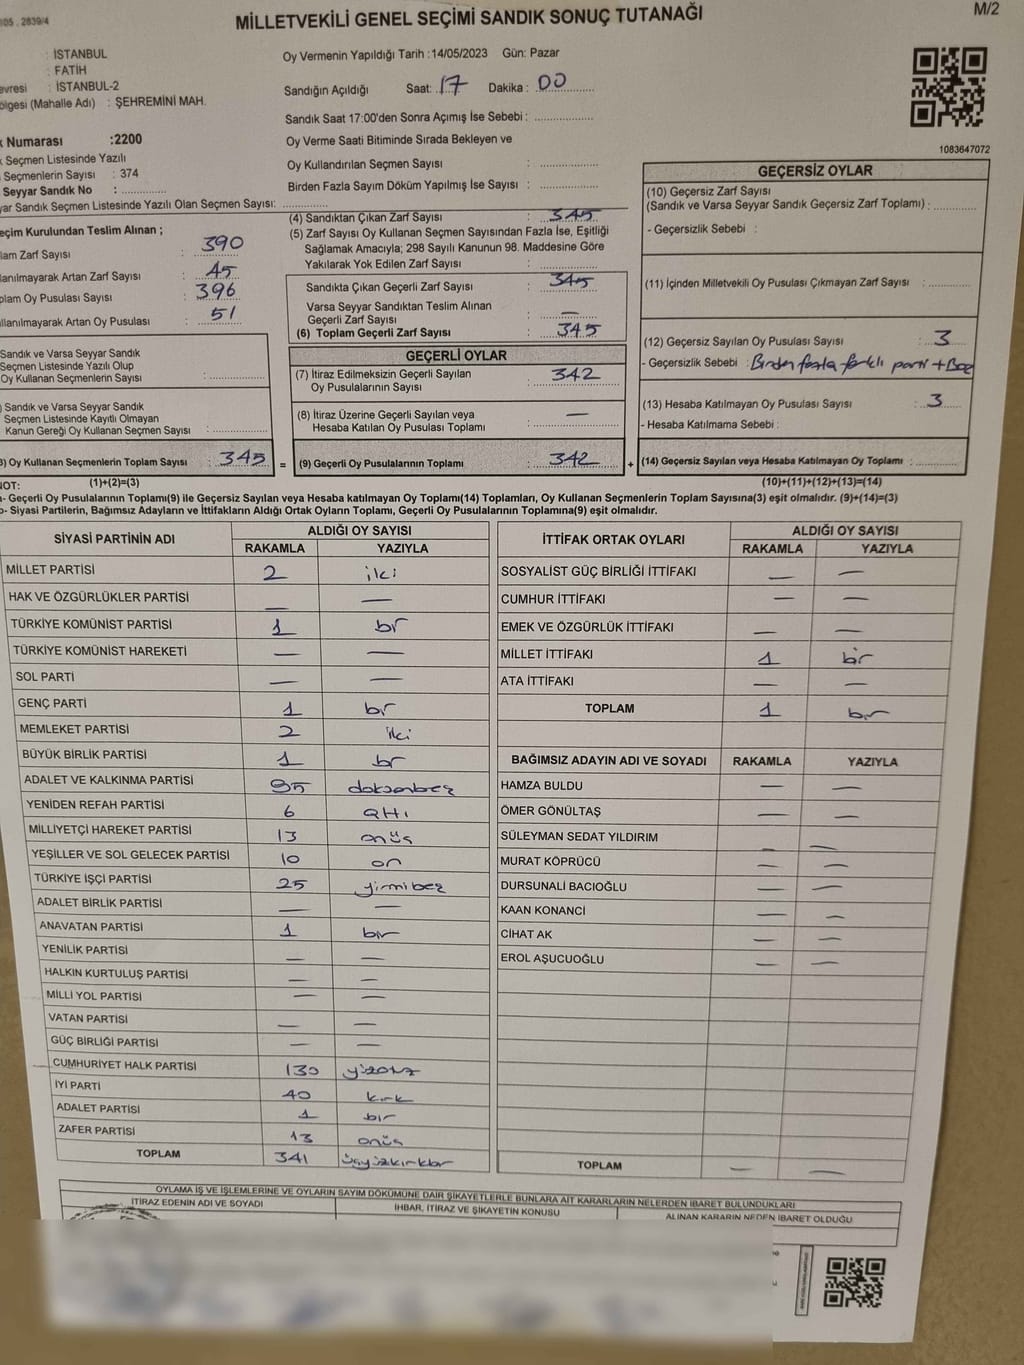 105 . 2839/4
MİLLETVEKİLİ GENEL SEÇİMİ SANDIK SONUÇ TUTANAĞI
M/2
: İSTANBUL
: FATİH
: İSTANBUL-2
(Mahalle Adı) : ŞEHREMİNİ MAH.
Numarası :2200
Seçmen Listesinde Yazılı
Seçmenlerin Sayısı : 374
Seyyar Sandık No : ..............
Sandık Seçmen Listesinde Yazılı Olan Seçmen Sayısı: ..............
Oy Vermenin Yapıldığı Tarih :14/05/2023 Gün: Pazar
Sandığın Açıldığı Saat: 17 Dakika : 00
Sandık Saat 17:00'den Sonra Açımış İse Sebebi : ..............
Oy Verme Saati Bitiminde Sırada Bekleyen ve
Oy Kullandırılan Seçmen Sayısı : ..............
Birden Fazla Sayım Döküm Yapılmış İse Sayısı : ..............
1083647072
Seçim Kurulundan Teslim Alınan ;
Zarf Sayısı : 390
Artan Zarf Sayısı : 45
Oy Pusulası Sayısı : 396
Artan Oy Pusulası : 51
Sandık ve Varsa Seyyar Sandık
Seçmen Listesinde Yazılı Olup
Oy Kullanan Seçmenlerin Sayısı : ..............
Sandık ve Varsa Seyyar Sandık
Seçmen Listesinde Kayıtlı Olmayan
Kanun Gereği Oy Kullanan Seçmen Sayısı : ..............
Oy Kullanan Seçmenlerin Toplam Sayısı : 345
(4) Sandıktan Çıkan Zarf Sayısı : 345
(5) Zarf Sayısı Oy Kullanan Seçmen Sayısından Fazla İse, Eşitliği
Sağlamak Amacıyla; 298 Sayılı Kanunun 98. Maddesine Göre
Yakılarak Yok Edilen Zarf Sayısı : ..............
Sandıkta Çıkan Geçerli Zarf Sayısı : 345
Varsa Seyyar Sandıktan Teslim Alınan
Geçerli Zarf Sayısı : —
(6) Toplam Geçerli Zarf Sayısı : 345
GEÇERLİ OYLAR
(7) İtiraz Edilmeksizin Geçerli Sayılan
Oy Pusulalarının Sayısı : 342
(8) İtiraz Üzerine Geçerli Sayılan veya
Hesaba Katılan Oy Pusulası Toplamı : —
= (9) Geçerli Oy Pusulalarının Toplamı : 342
GEÇERSİZ OYLAR
(10) Geçersiz Zarf Sayısı
(Sandık ve Varsa Seyyar Sandık Geçersiz Zarf Toplamı) : ..............
- Geçersizlik Sebebi :
(11) İçinden Milletvekili Oy Pusulası Çıkmayan Zarf Sayısı : ..............
(12) Geçersiz Sayılan Oy Pusulası Sayısı : 3
- Geçersizlik Sebebi : Birden fazla farklı parti +
(13) Hesaba Katılmayan Oy Pusulası Sayısı : 3
- Hesaba Katılmama Sebebi :
+ (14) Geçersiz Sayılan veya Hesaba Katılmayan Oy Toplamı : ..............
NOT: (1)+(2)=(3) (10)+(11)+(12)+(13)=(14)
a- Geçerli Oy Pusulalarının Toplamı(9) ile Geçersiz Sayılan veya Hesaba katılmayan Oy Toplamı(14) Toplamları, Oy Kullanan Seçmenlerin Toplam Sayısına(3) eşit olmalıdır. (9)+(14)=(3)
b- Siyasi Partilerin, Bağımsız Adayların ve İttifakların Aldığı Ortak Oyların Toplamı, Geçerli Oy Pusulalarının Toplamına(9) eşit olmalıdır.
SİYASİ PARTİNİN ADI ALDIĞI OY SAYISI
RAKAMLA YAZIYLA
MİLLET PARTİSİ 2 iki
HAK VE ÖZGÜRLÜKLER PARTİSİ — —
TÜRKİYE KOMÜNİST PARTİSİ 1 bir
TÜRKİYE KOMÜNİST HAREKETİ — —
SOL PARTİ — —
GENÇ PARTİ 1 bir
MEMLEKET PARTİSİ 2 iki
BÜYÜK BİRLİK PARTİSİ 1 bir
ADALET VE KALKINMA PARTİSİ 95 doksanbeş
YENİDEN REFAH PARTİSİ 6 altı
MİLLİYETÇİ HAREKET PARTİSİ 13 onüç
YEŞİLLER VE SOL GELECEK PARTİSİ 10 on
TÜRKİYE İŞÇİ PARTİSİ 25 yirmibeş
ADALET BİRLİK PARTİSİ — —
ANAVATAN PARTİSİ 1 bir
YENİLİK PARTİSİ — —
HALKIN KURTULUŞ PARTİSİ — —
MİLLİ YOL PARTİSİ — —
VATAN PARTİSİ — —
GÜÇ BİRLİĞİ PARTİSİ — —
CUMHURİYET HALK PARTİSİ 130 yüzotuz
İYİ PARTİ 40 kırk
ADALET PARTİSİ 1 bir
ZAFER PARTİSİ 13 onüç
TOPLAM 341 üçyüzkırkbir
İTTİFAK ORTAK OYLARI ALDIĞI OY SAYISI
RAKAMLA YAZIYLA
SOSYALİST GÜÇ BİRLİĞİ İTTİFAKI — —
CUMHUR İTTİFAKI — —
EMEK VE ÖZGÜRLÜK İTTİFAKI — —
MİLLET İTTİFAKI 1 bir
ATA İTTİFAKI — —
TOPLAM 1 bir
BAĞIMSIZ ADAYIN ADI VE SOYADI RAKAMLA YAZIYLA
HAMZA BULDU — —
ÖMER GÖNÜLTAŞ — —
SÜLEYMAN SEDAT YILDIRIM — —
MURAT KÖPRÜCÜ — —
DURSUNALİ BACIOĞLU — —
KAAN KONANCİ — —
CİHAT AK — —
EROL AŞUCUOĞLU — —
TOPLAM — —
OYLAMA İŞ VE İŞLEMLERİNE VE OYLARIN SAYIM DÖKÜMÜNE DAİR ŞİKAYETLERLE BUNLARA AİT KARARLARIN NELERDEN İBARET BULUNDUKLARI
İTİRAZ EDENİN ADI VE SOYADI İHBAR, İTİRAZ VE ŞİKAYETİN KONUSU ALINAN KARARIN NEDEN İBARET OLDUĞU